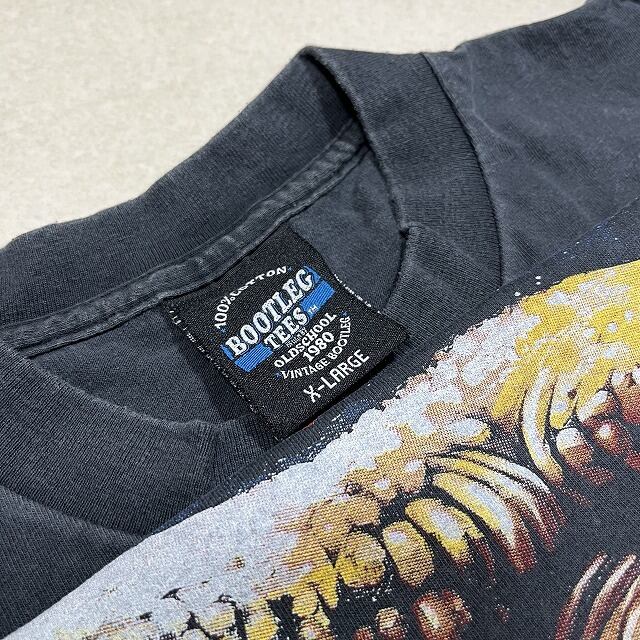 100% COTTON
BOOTLEG
TEES
OLDSCHOOL
1980
VINTAGE BOOTLEG
X-LARGE